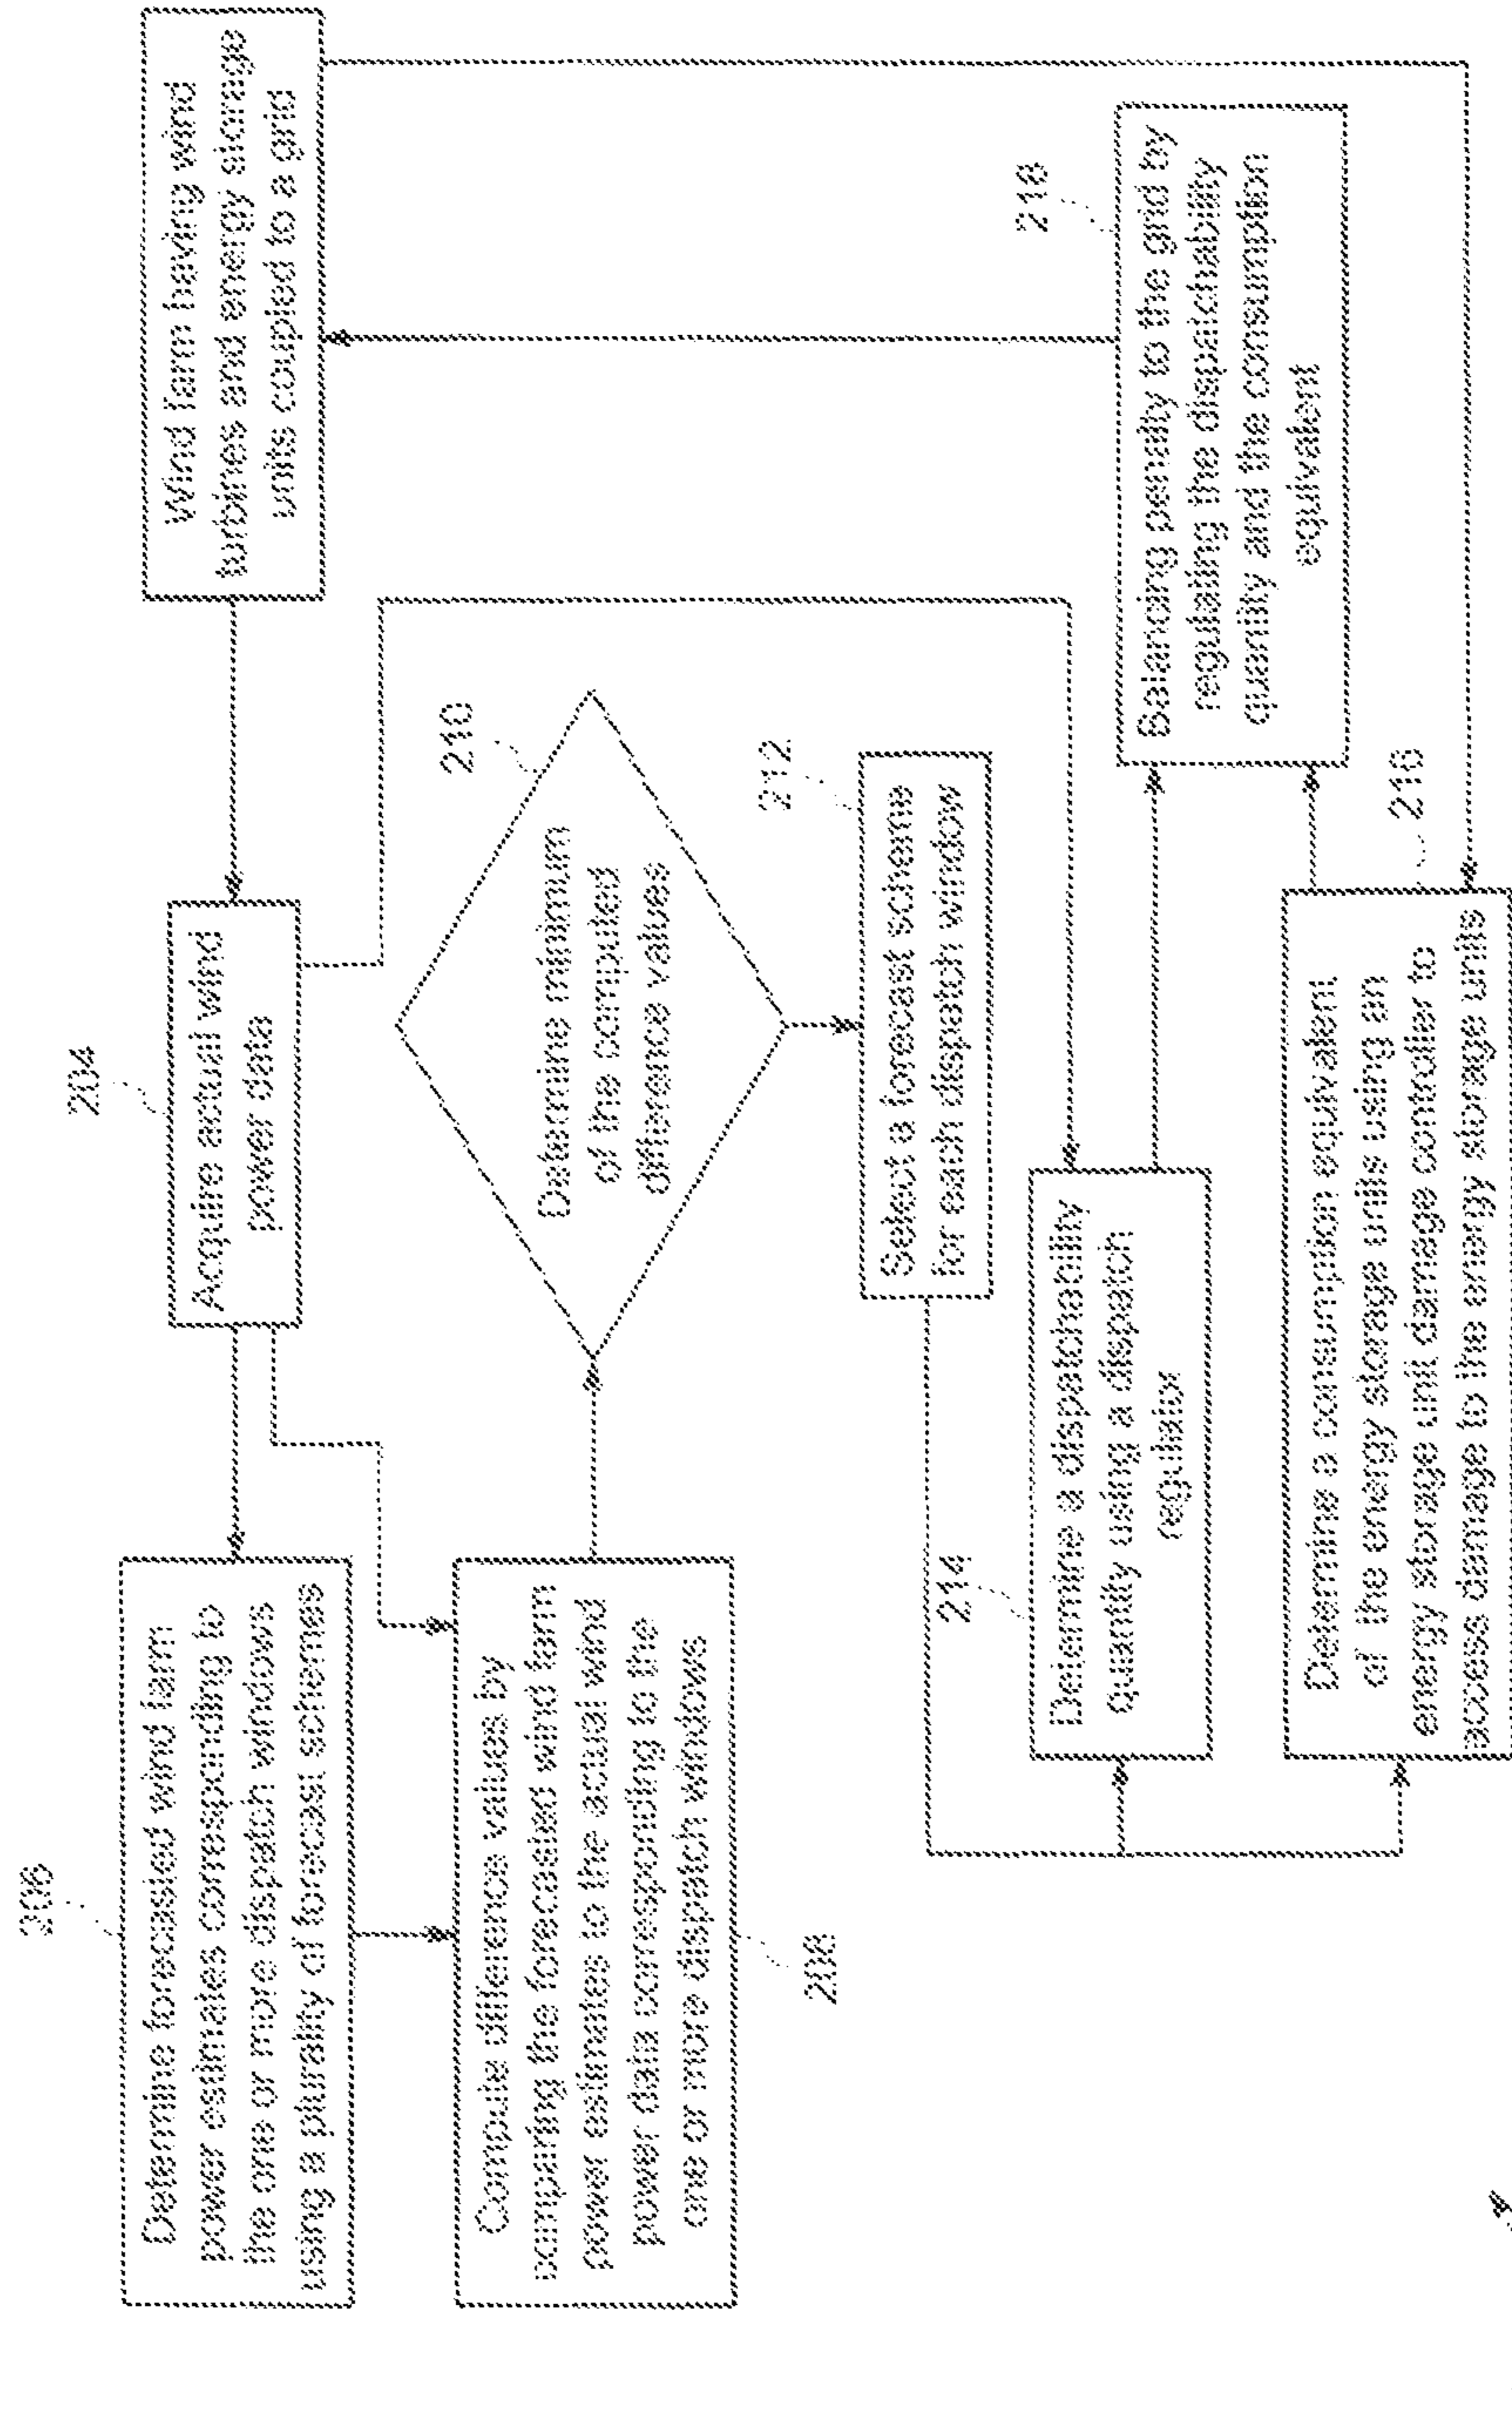 206
Determine forecasted wind farm
power estimates corresponding to
the one or more dispatch windows
using a plurality of forecast schemes
204
Acquire actual wind
power data
Wind farm having wind
turbines and energy storage
units coupled to a grid
Compute difference values by
comparing the forecasted wind farm
power estimates to the actual wind
power data corresponding to the
one or more dispatch windows
208
210
Determine minimum
of the computed
difference values
212
Select a forecast scheme
for each dispatch window
214
Determine a dispatchability
quantity using a dispatch
regulator
218
Balancing penalty to the grid by
regulating the dispatchability
quantity and the consumption
equivalent
216
Determine a consumption equivalent
of the energy storage units using an
energy storage unit damage controller to
access damage to the energy storage units